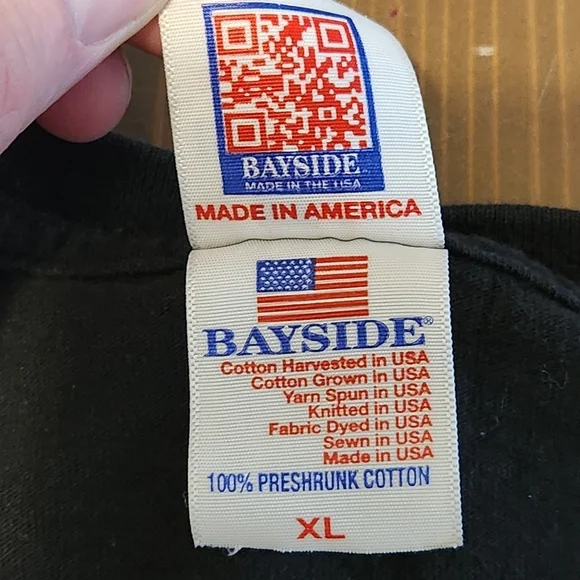 BAYSIDE
MADE IN THE USA
MADE IN AMERICA
BAYSIDE®
Cotton Harvested in USA
Cotton Grown in USA
Yarn Spun in USA
Knitted in USA
Fabric Dyed in USA
Sewn in USA
Made in USA
100% PRESHRUNK COTTON
XL